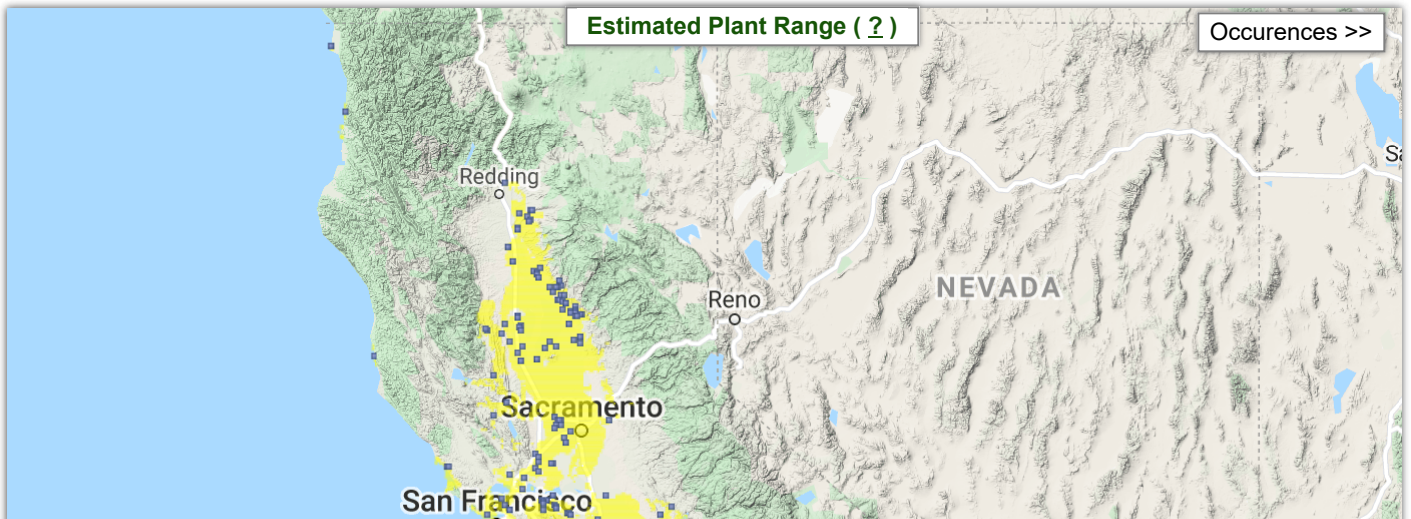 Estimated Plant Range ( ? )
Occurences >>
Redding
Reno
NEVADA
Sacramento
San Francisco